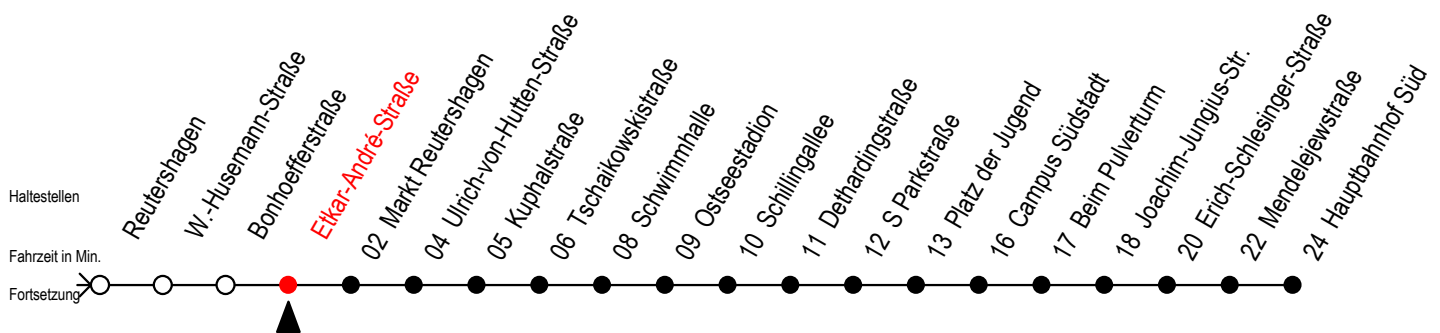 Haltestellen
Fahrzeit in Min.
Fortsetzung
Reutershagen
W.-Husemann-Straße
Bonhoefferstraße
Etkar-André-Straße
02 Markt Reutershagen
04 Ulrich-von-Hutten-Straße
05 Kuphalstraße
06 Tschaikowskistraße
08 Schwimmhalle
09 Ostseestadion
10 Schillingallee
11 Dethardingstraße
12 S Parkstraße
13 Platz der Jugend
16 Campus Südstadt
17 Beim Pulverturm
18 Joachim-Jungius-Str.
20 Erich-Schlesinger-Straße
22 Mendelejewstraße
24 Hauptbahnhof Süd